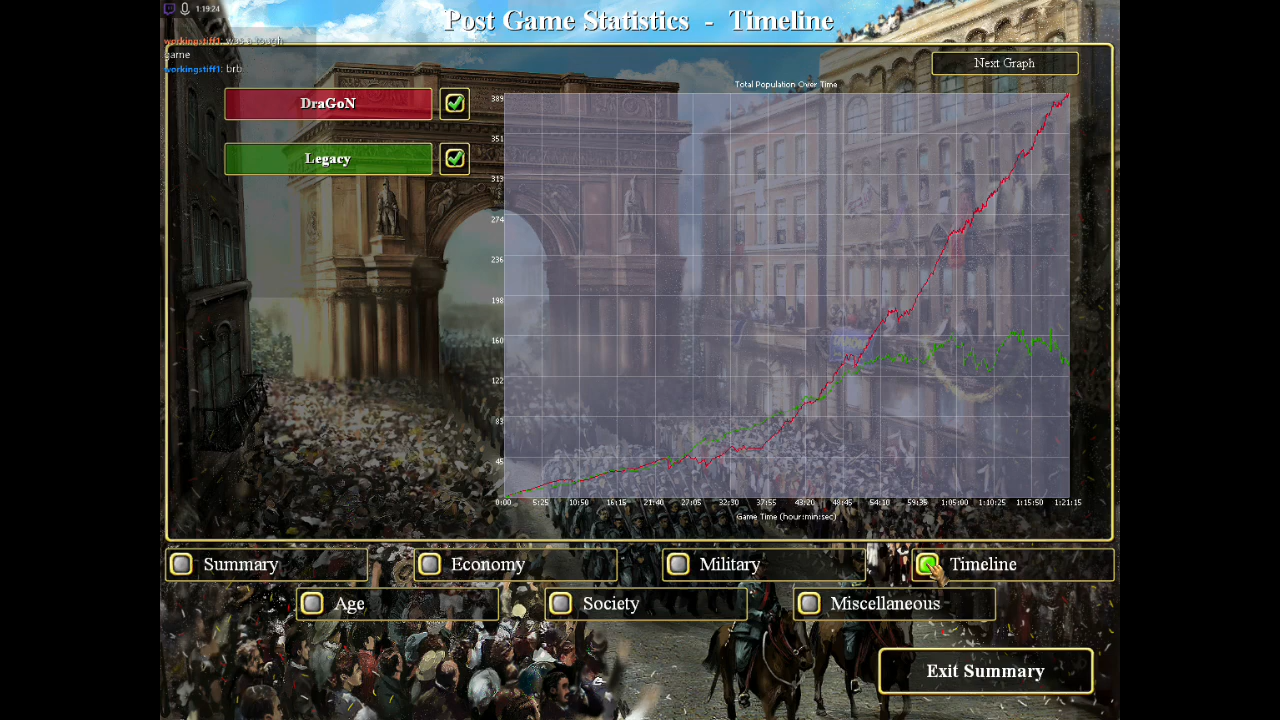 1:19:24
Post Game Statistics - Timeline
workingstiff1: was a tough
game
workingstiff1: brb
Next Graph
Total Population Over Time
DraGoN
Legacy
389
351
313
274
236
198
160
122
83
45
0:00 5:25 10:50 16:15 21:40 27:05 32:30 37:55 43:20 48:45 54:10 59:35 1:05:00 1:10:25 1:15:50 1:21:15
Game Time (hour:min:sec)
Summary Economy Military Timeline
Age Society Miscellaneous
Exit Summary